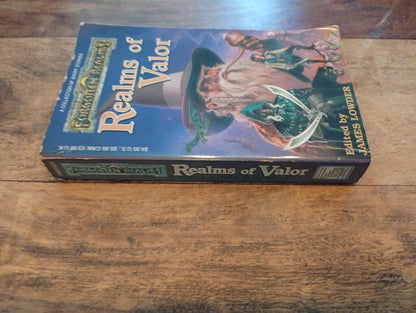 A COLLECTION OF SHORT STORIES
FORGOTTEN REALMS
Realms of
Valor
Edited by
JAMES LOWDER
FORGOTTEN REALMS
Realms of Valor